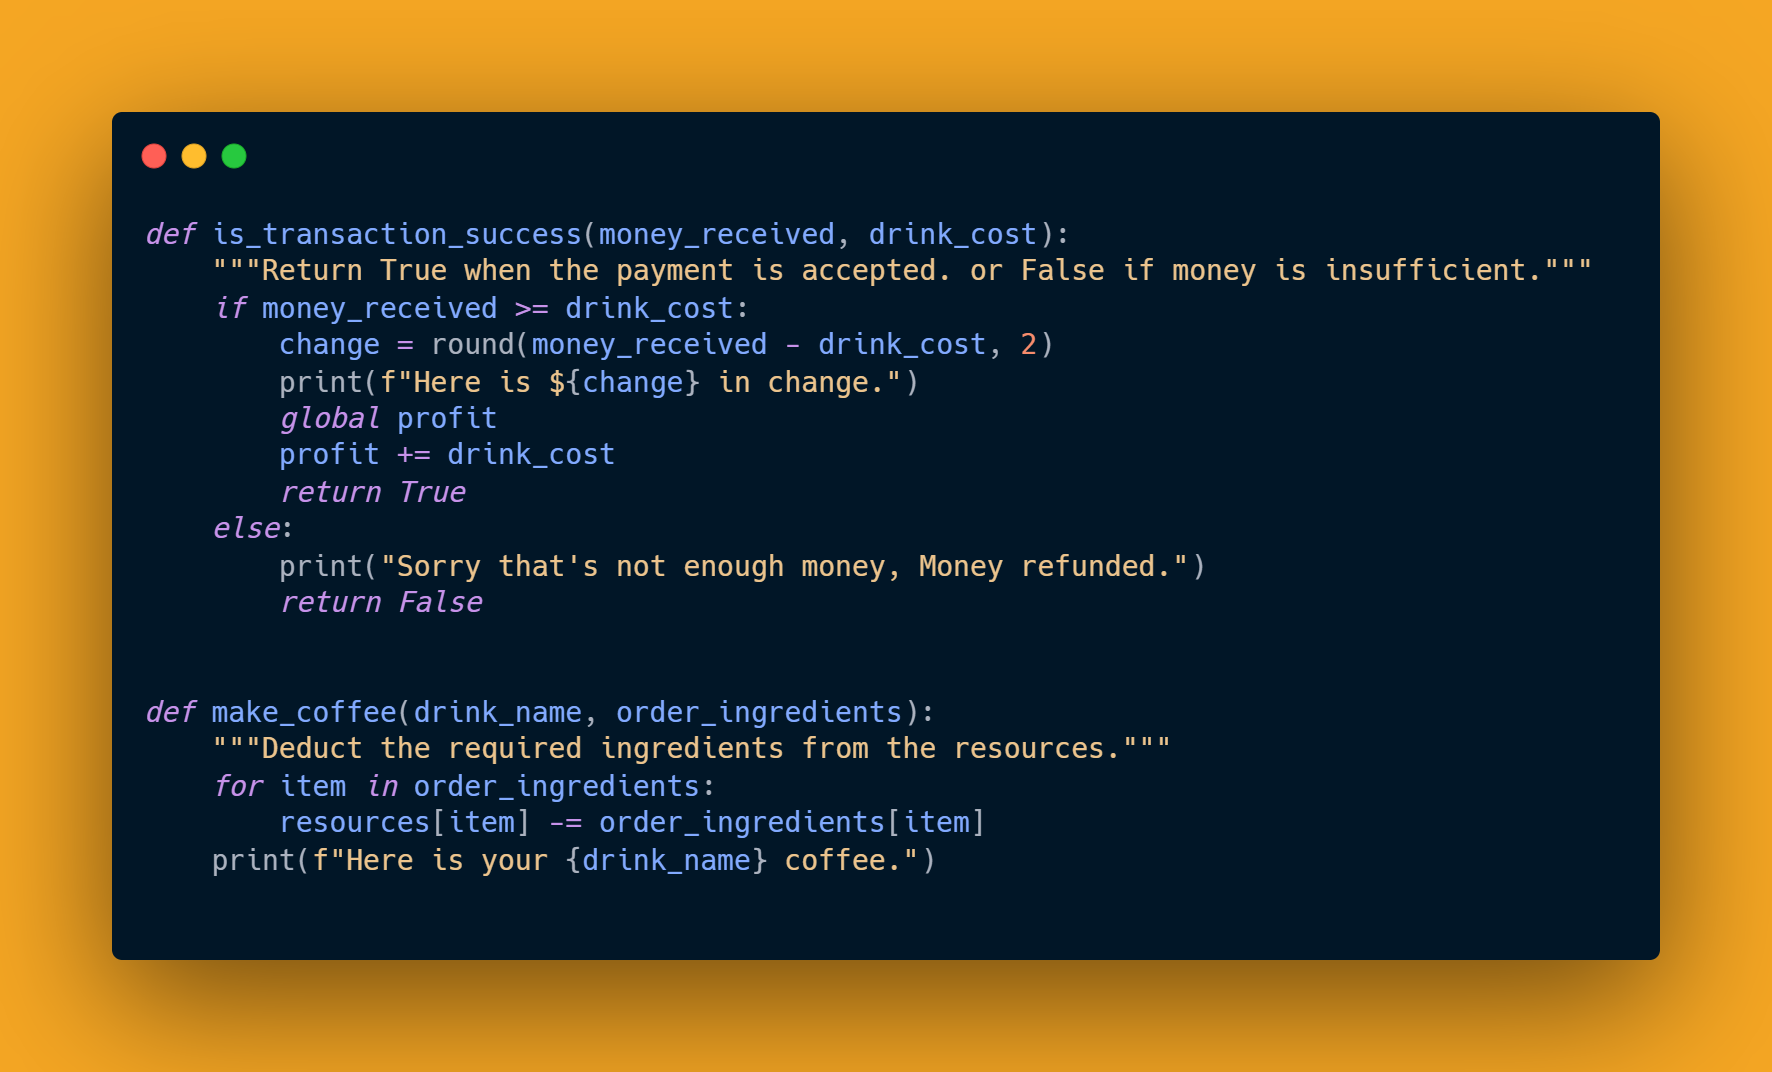 def is_transaction_success(money_received, drink_cost):
    """Return True when the payment is accepted. or False if money is insufficient."""
    if money_received >= drink_cost:
        change = round(money_received - drink_cost, 2)
        print(f"Here is ${change} in change.")
        global profit
        profit += drink_cost
        return True
    else:
        print("Sorry that's not enough money, Money refunded.")
        return False


def make_coffee(drink_name, order_ingredients):
    """Deduct the required ingredients from the resources."""
    for item in order_ingredients:
        resources[item] -= order_ingredients[item]
    print(f"Here is your {drink_name} coffee.")